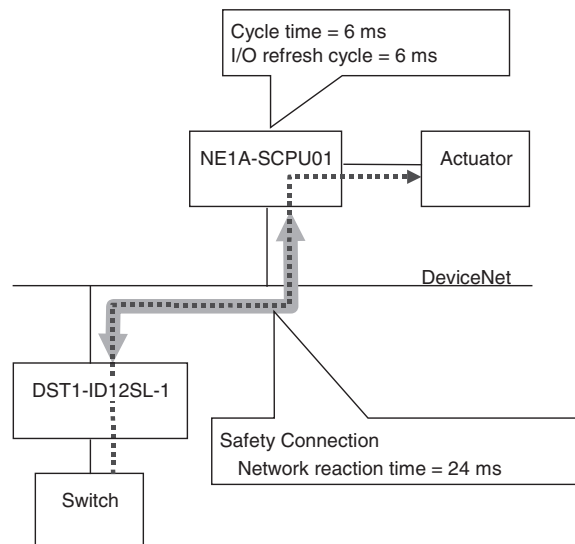 Cycle time = 6 ms
I/O refresh cycle = 6 ms
NE1A-SCPU01
Actuator
DeviceNet
DST1-ID12SL-1
Safety Connection
Network reaction time = 24 ms
Switch